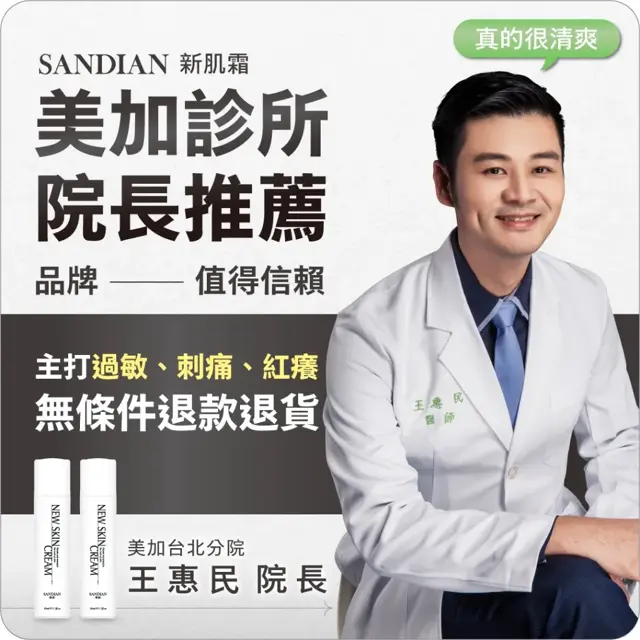 真的很清爽
SANDIAN 新肌霜
美加診所
院長推薦
品牌 —— 值得信賴
主打過敏、刺痛、紅癢
無條件退款退貨
王惠民
醫師
NEW SKIN
CREAM
SANDIAN
NEW SKIN
CREAM
SANDIAN
美加台北分院
王惠民 院長